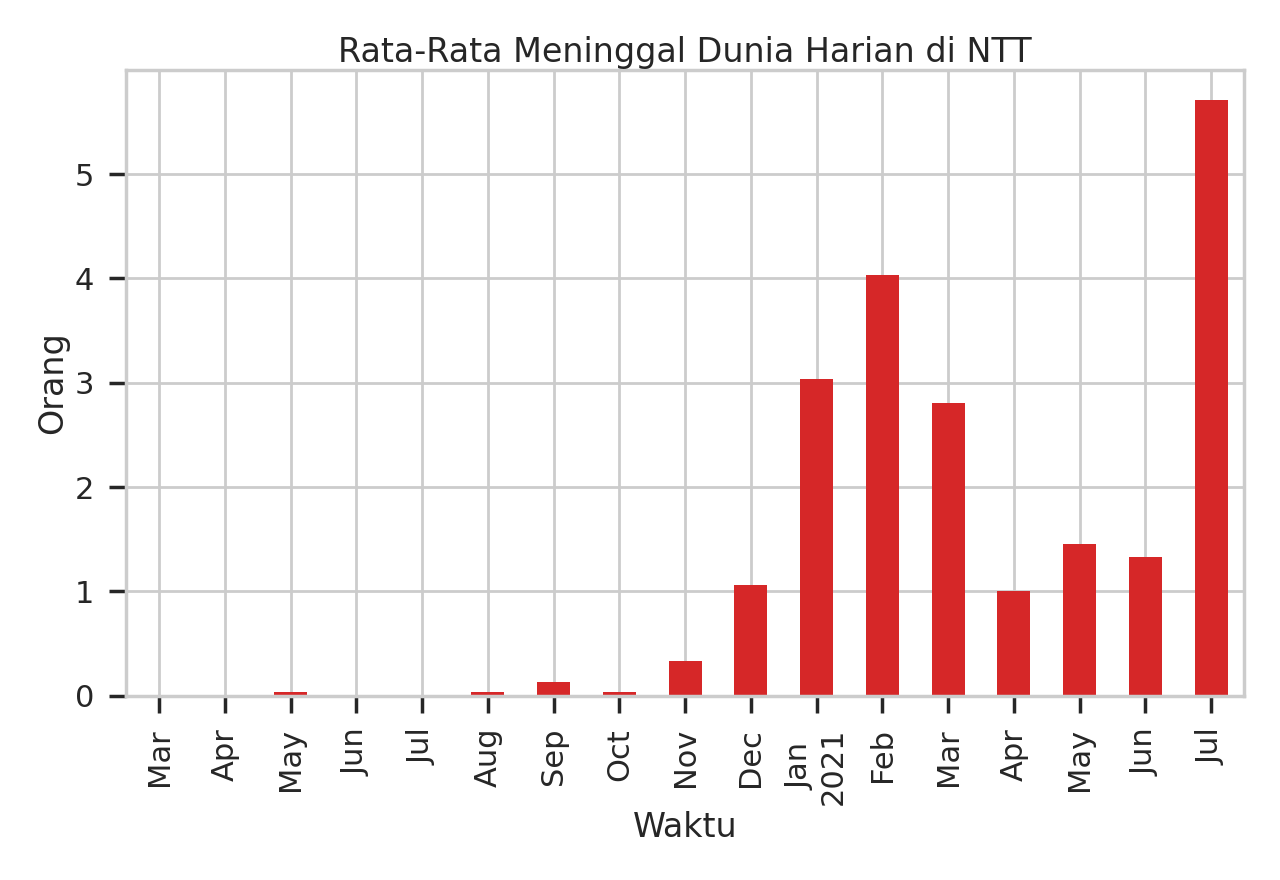 Rata-Rata Meninggal Dunia Harian di NTT
Orang
5
4
3
2
1
0
Mar
Apr
May
Jun
Jul
Aug
Sep
Oct
Nov
Dec
Jan
2021
Feb
Mar
Apr
May
Jun
Jul
Waktu